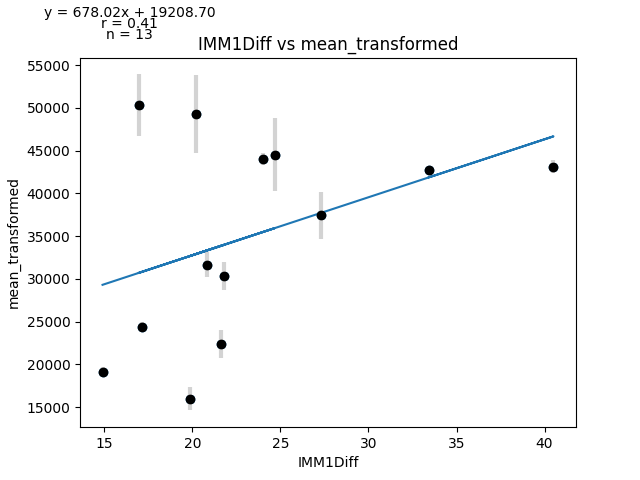 y = 678.02x + 19208.70
r = 0.41
n = 13
IMM1Diff vs mean_transformed
55000
50000
45000
40000
35000
30000
25000
20000
15000
mean_transformed
15 20 25 30 35 40
IMM1Diff